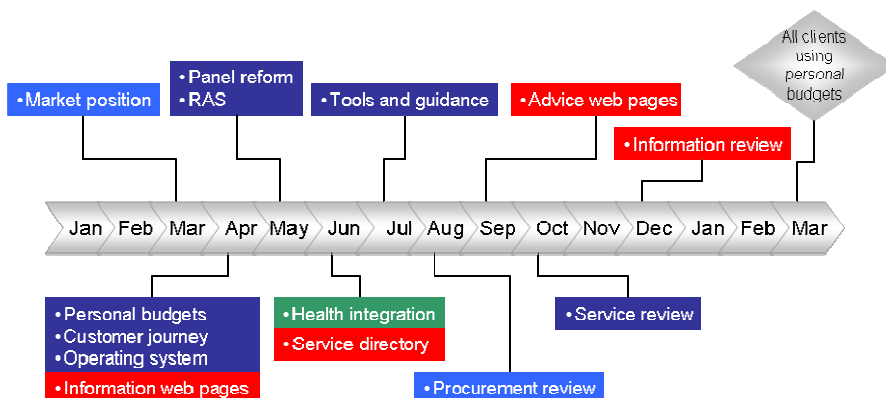 All clients
using
personal
budgets
• Panel reform
• RAS
• Market position
• Tools and guidance
• Advice web pages
• Information review
Jan Feb Mar Apr May Jun Jul Aug Sep Oct Nov Dec Jan Feb Mar
• Personal budgets
• Customer journey
• Operating system
• Information web pages
• Health integration
• Service directory
• Service review
• Procurement review